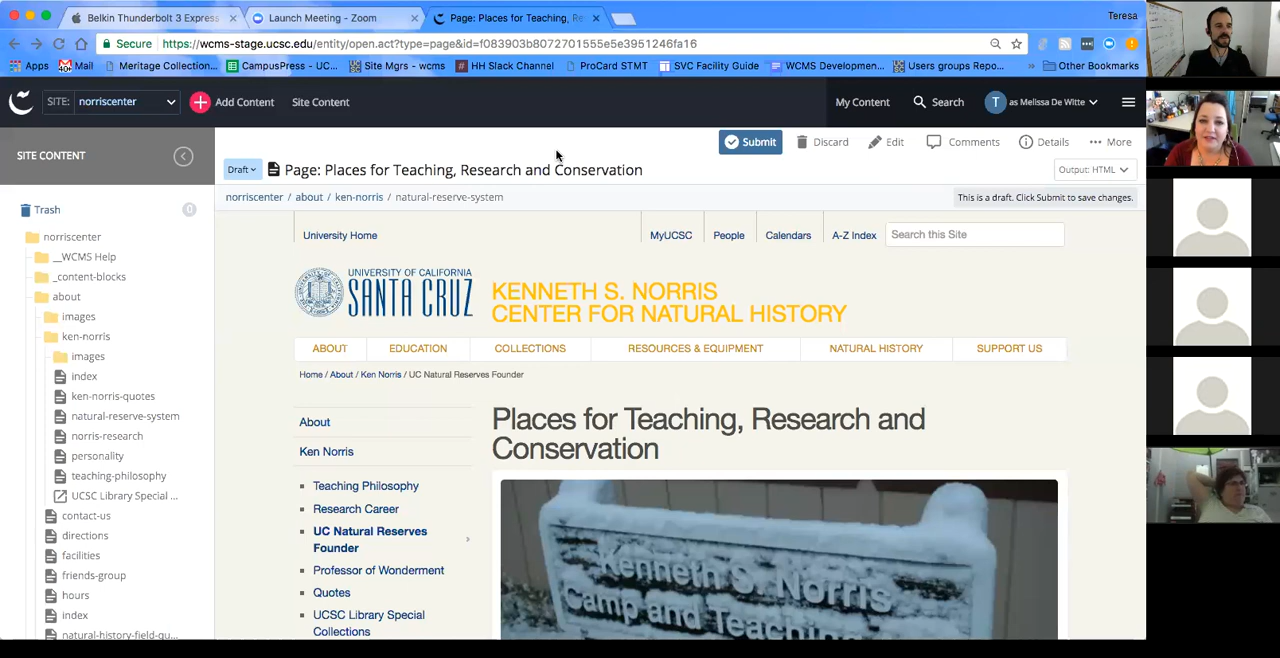 Belkin Thunderbolt 3 Express
Launch Meeting - Zoom
Page: Places for Teaching, Re
Teresa
Secure
https://wcms-stage.ucsc.edu/entity/open.act?type=page&id=f083903b8072701555e5e3951246fa16
Apps
40+ Mail
Meritage Collection...
CampusPress - UC...
Site Mgrs - wcms
HH Slack Channel
ProCard STMT
SVC Facility Guide
WCMS Developmen...
Users groups Repo...
»
Other Bookmarks
SITE: norriscenter
Add Content
Site Content
My Content
Search
T as Melissa De Witte
SITE CONTENT
Submit
Discard
Edit
Comments
Details
More
Draft
Page: Places for Teaching, Research and Conservation
Output: HTML
norriscenter / about / ken-norris / natural-reserve-system
This is a draft. Click Submit to save changes.
Trash
0
norriscenter
__WCMS Help
_content-blocks
about
images
ken-norris
images
index
ken-norris-quotes
natural-reserve-system
norris-research
personality
teaching-philosophy
UCSC Library Special ...
contact-us
directions
facilities
friends-group
hours
index
natural-history-field-qu...
University Home
MyUCSC
People
Calendars
A-Z Index
Search this Site
UNIVERSITY OF CALIFORNIA
SANTA CRUZ
KENNETH S. NORRIS
CENTER FOR NATURAL HISTORY
ABOUT
EDUCATION
COLLECTIONS
RESOURCES & EQUIPMENT
NATURAL HISTORY
SUPPORT US
Home / About / Ken Norris / UC Natural Reserves Founder
About
Ken Norris
Teaching Philosophy
Research Career
UC Natural Reserves
Founder
Professor of Wonderment
Quotes
UCSC Library Special
Collections
Places for Teaching, Research and
Conservation
Kenneth S. Norris
Camp and Teaching